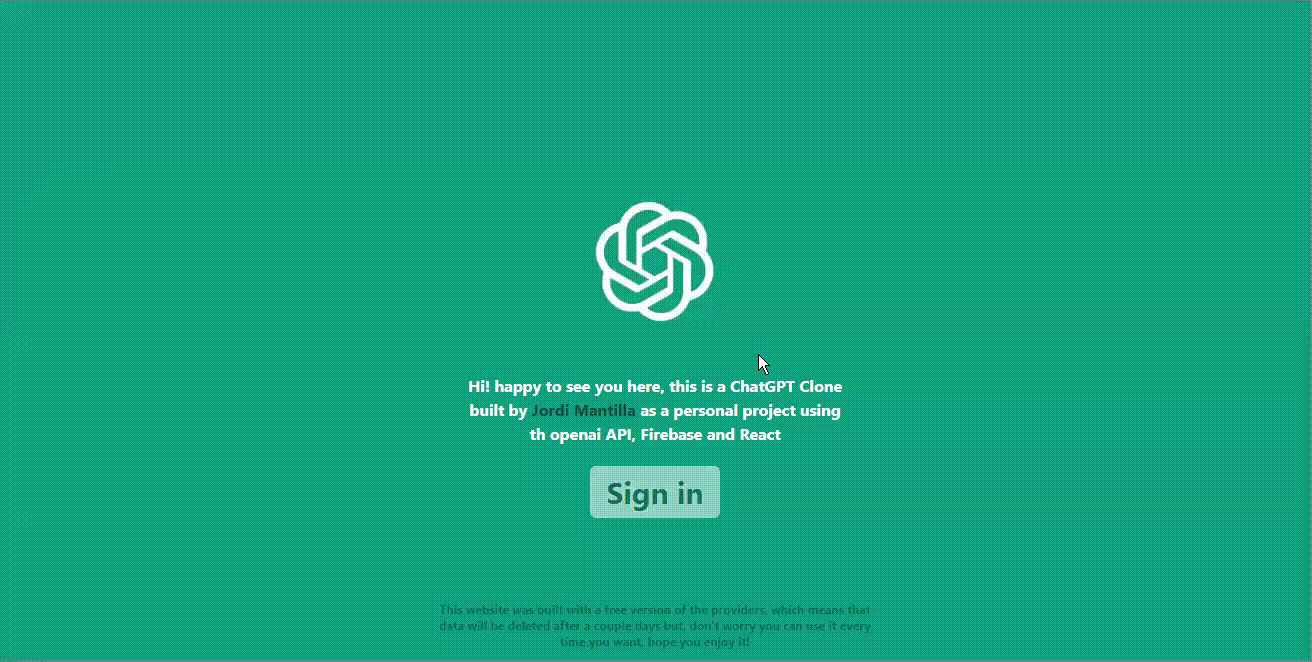 Hi! happy to see you here, this is a ChatGPT Clone
built by Jordi Mantilla as a personal project using
th openai API, Firebase and React
Sign in
This website was built with a free version of the providers, which means that
data will be deleted after a couple days but, don't worry you can use it every
time you want, hope you enjoy it!